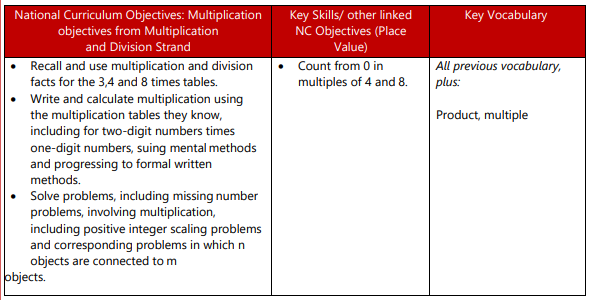 National Curriculum Objectives: Multiplication
objectives from Multiplication
and Division Strand
• Recall and use multiplication and division
facts for the 3,4 and 8 times tables.
• Write and calculate multiplication using
the multiplication tables they know,
including for two-digit numbers times
one-digit numbers, suing mental methods
and progressing to formal written
methods.
• Solve problems, including missing number
problems, involving multiplication,
including positive integer scaling problems
and corresponding problems in which n
objects are connected to m
objects.
Key Skills/ other linked
NC Objectives (Place
Value)
• Count from 0 in
multiples of 4 and 8.
Key Vocabulary
All previous vocabulary,
plus:
Product, multiple